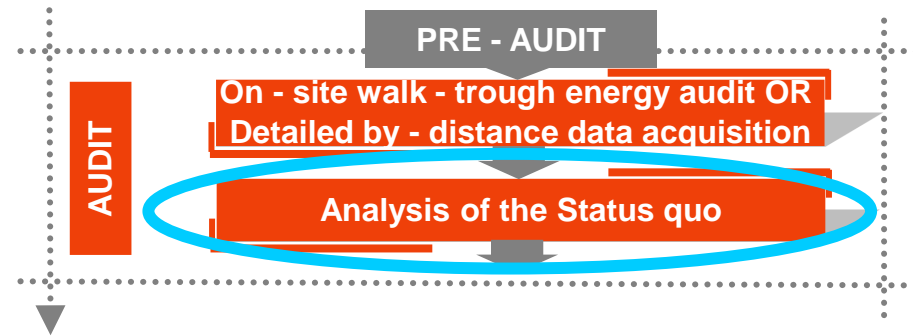 PRE - AUDIT
On - site walk - trough energy audit OR
Detailed by - distance data acquisition
AUDIT
Analysis of the Status quo